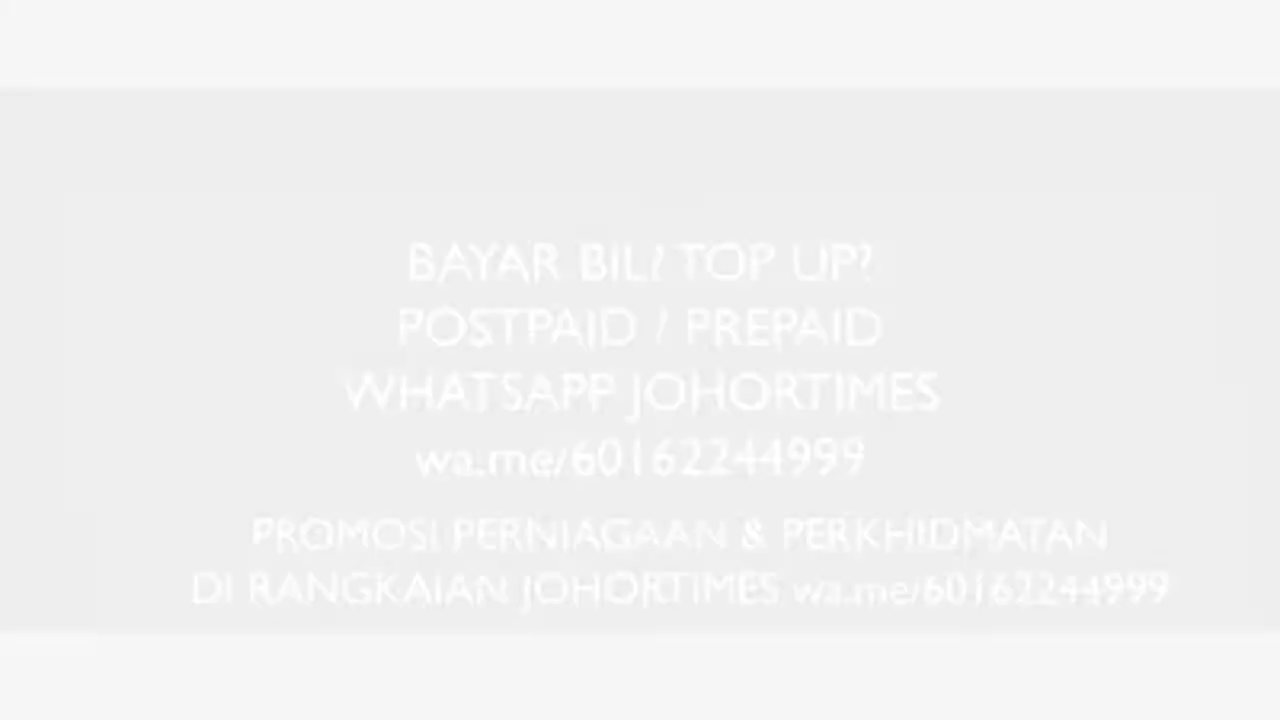 BAYAR BIL? TOP UP?
POSTPAID / PREPAID
WHATSAPP JOHORTIMES
wa.me/60162244999
PROMOSI PERNIAGAAN & PERKHIDMATAN
DI RANGKAIAN JOHORTIMES wa.me/60162244999